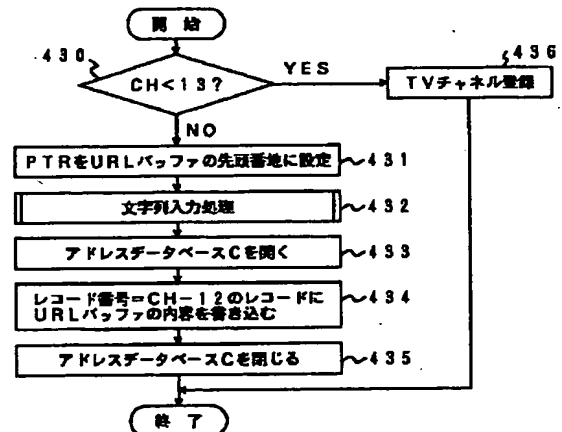 開 始
430
CH<13?
YES
436
TVチャネル登録
NO
PTRをURLバッファの先頭番地に設定
431
文字列入力処理
432
アドレスデータベースCを開く
433
レコード番号=CH-12のレコードに
URLバッファの内容を書き込む
434
アドレスデータベースCを閉じる
435
終 了